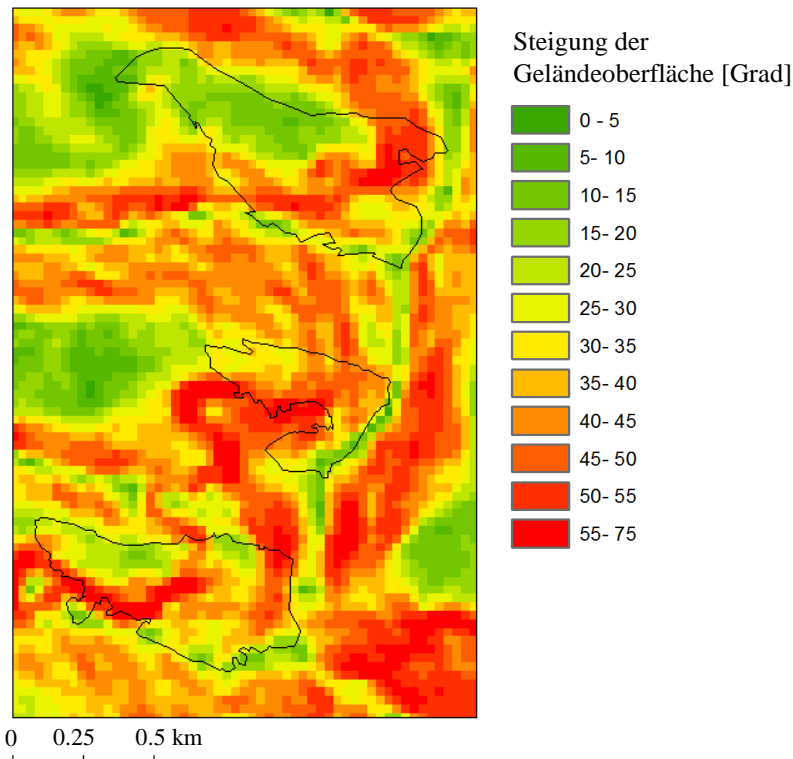 Steigung der
Geländeoberfläche [Grad]
0 - 5
5- 10
10- 15
15- 20
20- 25
25- 30
30- 35
35- 40
40- 45
45- 50
50- 55
55- 75
0 0.25 0.5 km